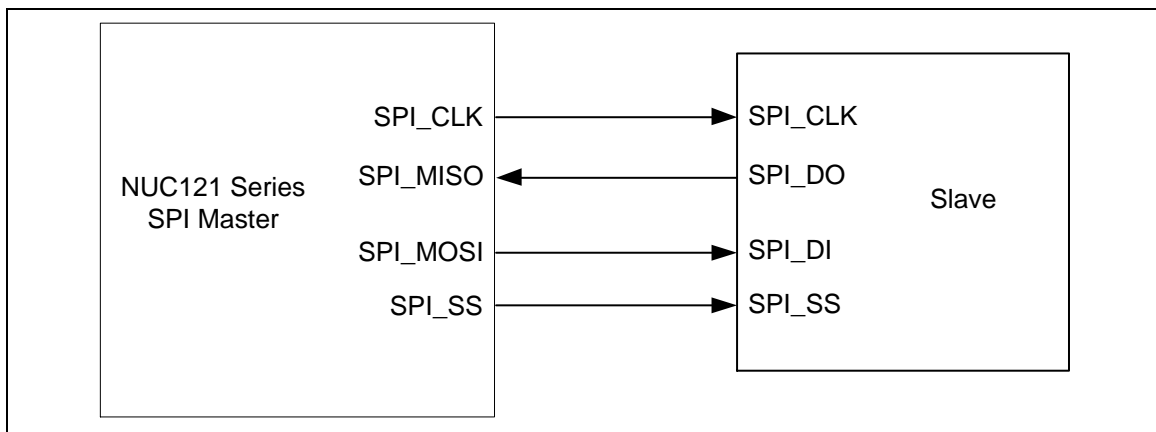 NUC121 Series
SPI Master
SPI_CLK
SPI_MISO
SPI_MOSI
SPI_SS
SPI_CLK
SPI_DO
SPI_DI
SPI_SS
Slave